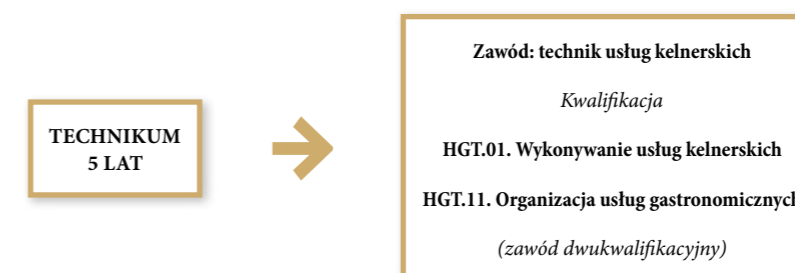 TECHNIKUM
5 LAT
Zawód: technik usług kelnerskich
Kwalifikacja
HGT.01. Wykonywanie usług kelnerskich
HGT.11. Organizacja usług gastronomicznych
(zawód dwukwalifikacyjny)